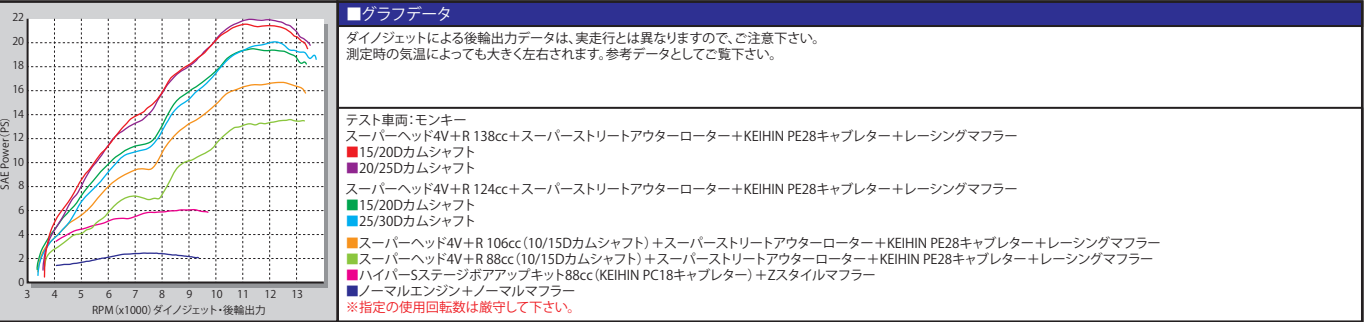 22
20
18
16
14
12
10
8
6
4
2
0
3 4 5 6 7 8 9 10 11 12 13
SAE Power(PS)
RPM(x1000)ダイノジェット・後輪出力
■グラフデータ
ダイノジェットによる後輪出力データは、実走行とは異なりますので、ご注意下さい。
測定時の気温によっても大きく左右されます。参考データとしてご覧下さい。
テスト車両:モンキー
スーパーヘッド4V+R 138cc+スーパーストリートアウターローター+KEIHIN PE28キャブレター+レーシングマフラー
■15/20Dカムシャフト
■20/25Dカムシャフト
スーパーヘッド4V+R 124cc+スーパーストリートアウターローター+KEIHIN PE28キャブレター+レーシングマフラー
■15/20Dカムシャフト
■25/30Dカムシャフト
■スーパーヘッド4V+R 106cc(10/15Dカムシャフト)+スーパーストリートアウターローター+KEIHIN PE28キャブレター+レーシングマフラー
■スーパーヘッド4V+R 88cc(10/15Dカムシャフト)+スーパーストリートアウターローター+KEIHIN PE28キャブレター+レーシングマフラー
■ハイパーSステージボアアップキット88cc(KEIHIN PC18キャブレター)+Zスタイルマフラー
■ノーマルエンジン+ノーマルマフラー
※指定の使用回転数は厳守して下さい。